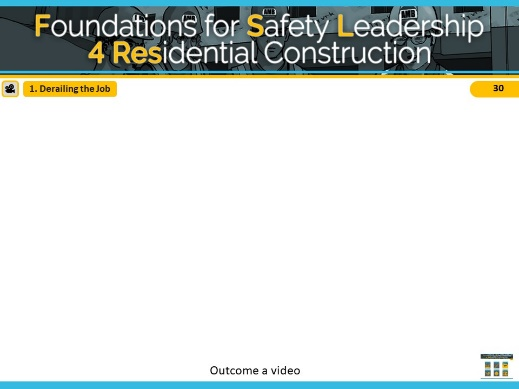 Foundations for Safety Leadership
4 Residential Construction
1. Derailing the Job
30
Outcome a video